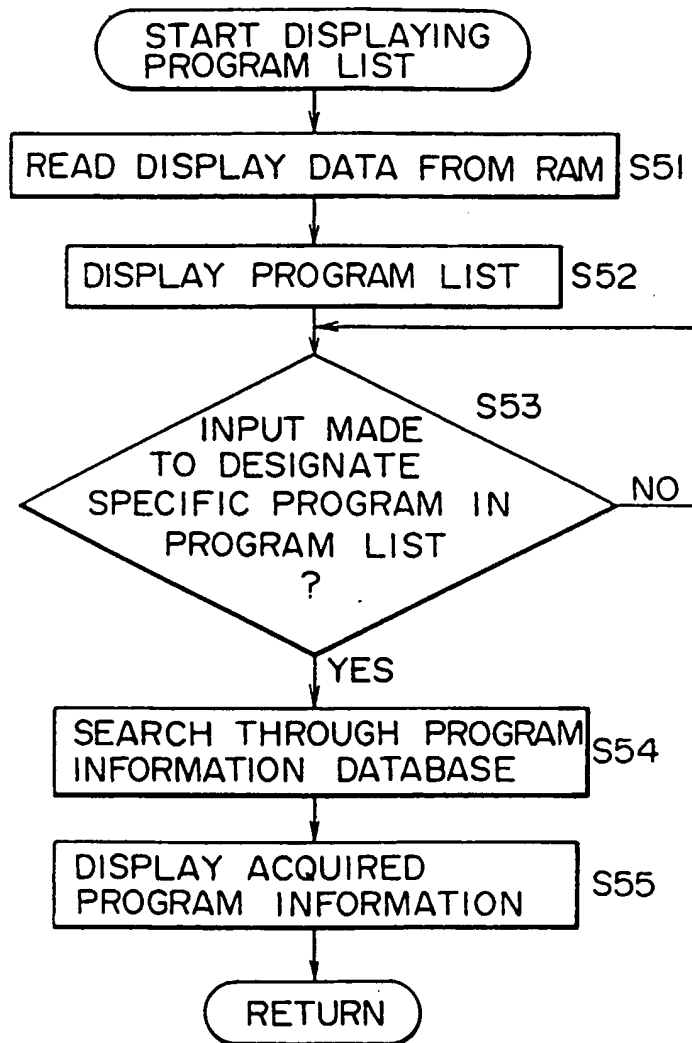 START DISPLAYING
PROGRAM LIST
READ DISPLAY DATA FROM RAM
S51
DISPLAY PROGRAM LIST
S52
S53
INPUT MADE
TO DESIGNATE
SPECIFIC PROGRAM IN
PROGRAM LIST
?
NO
YES
SEARCH THROUGH PROGRAM
INFORMATION DATABASE
S54
DISPLAY ACQUIRED
PROGRAM INFORMATION
S55
RETURN